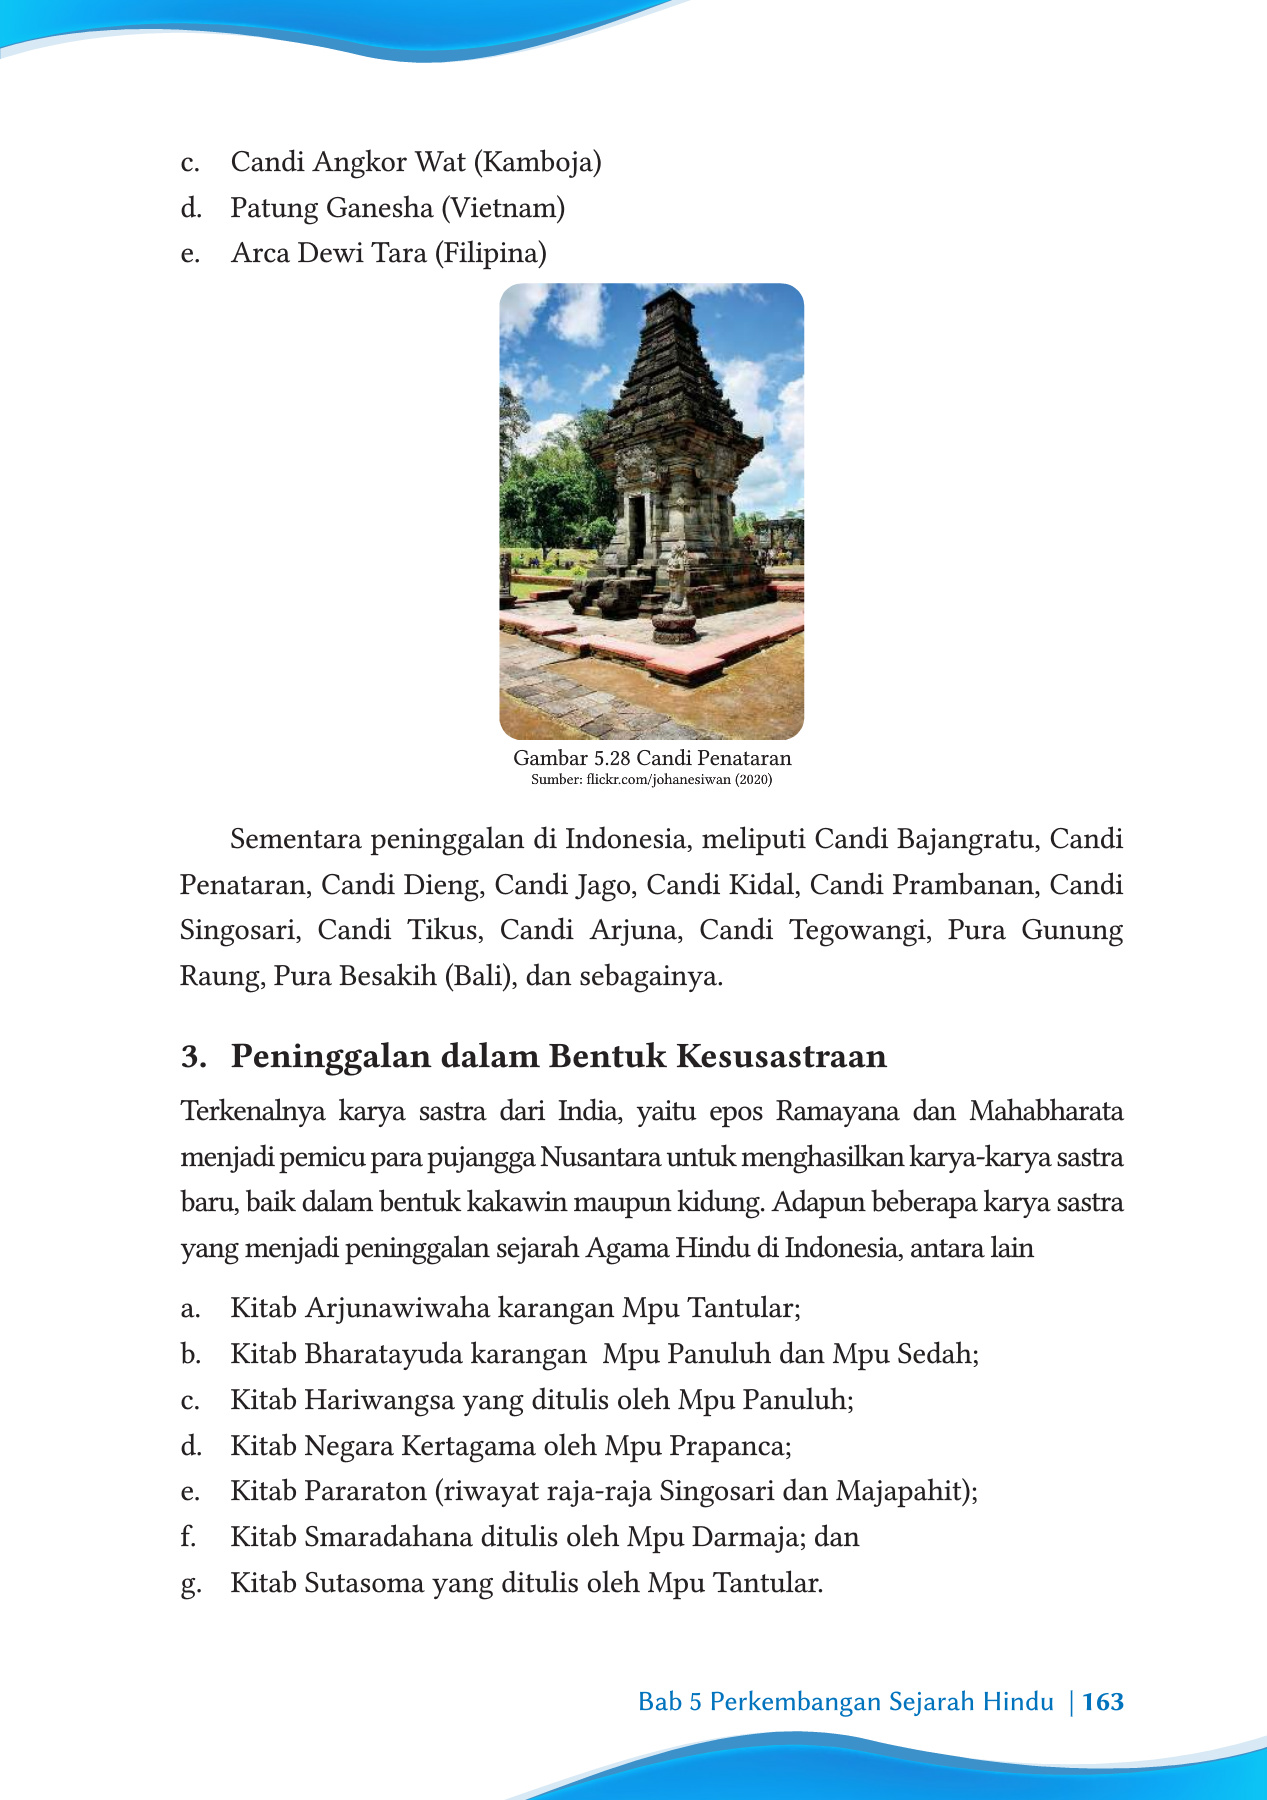 c. Candi Angkor Wat (Kamboja)
d. Patung Ganesha (Vietnam)
e. Arca Dewi Tara (Filipina)
Gambar 5.28 Candi Penataran
Sumber: flickr.com/johanesiwan (2020)
Sementara peninggalan di Indonesia, meliputi Candi Bajangratu, Candi
Penataran, Candi Dieng, Candi Jago, Candi Kidal, Candi Prambanan, Candi
Singosari, Candi Tikus, Candi Arjuna, Candi Tegowangi, Pura Gunung
Raung, Pura Besakih (Bali), dan sebagainya.
3. Peninggalan dalam Bentuk Kesusastraan
Terkenalnya karya sastra dari India, yaitu epos Ramayana dan Mahabharata
menjadi pemicu para pujangga Nusantara untuk menghasilkan karya-karya sastra
baru, baik dalam bentuk kakawin maupun kidung. Adapun beberapa karya sastra
yang menjadi peninggalan sejarah Agama Hindu di Indonesia, antara lain
a. Kitab Arjunawiwaha karangan Mpu Tantular;
b. Kitab Bharatayuda karangan Mpu Panuluh dan Mpu Sedah;
c. Kitab Hariwangsa yang ditulis oleh Mpu Panuluh;
d. Kitab Negara Kertagama oleh Mpu Prapanca;
e. Kitab Pararaton (riwayat raja-raja Singosari dan Majapahit);
f. Kitab Smaradahana ditulis oleh Mpu Darmaja; dan
g. Kitab Sutasoma yang ditulis oleh Mpu Tantular.
Bab 5 Perkembangan Sejarah Hindu | 163